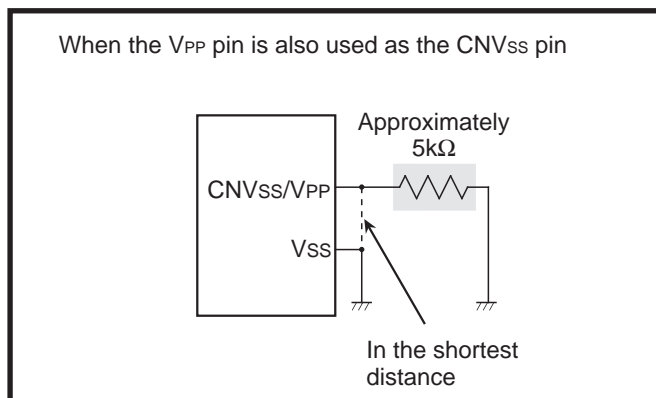 When the VPP pin is also used as the CNVSS pin
Approximately
5kΩ
CNVSS/VPP
VSS
In the shortest
distance